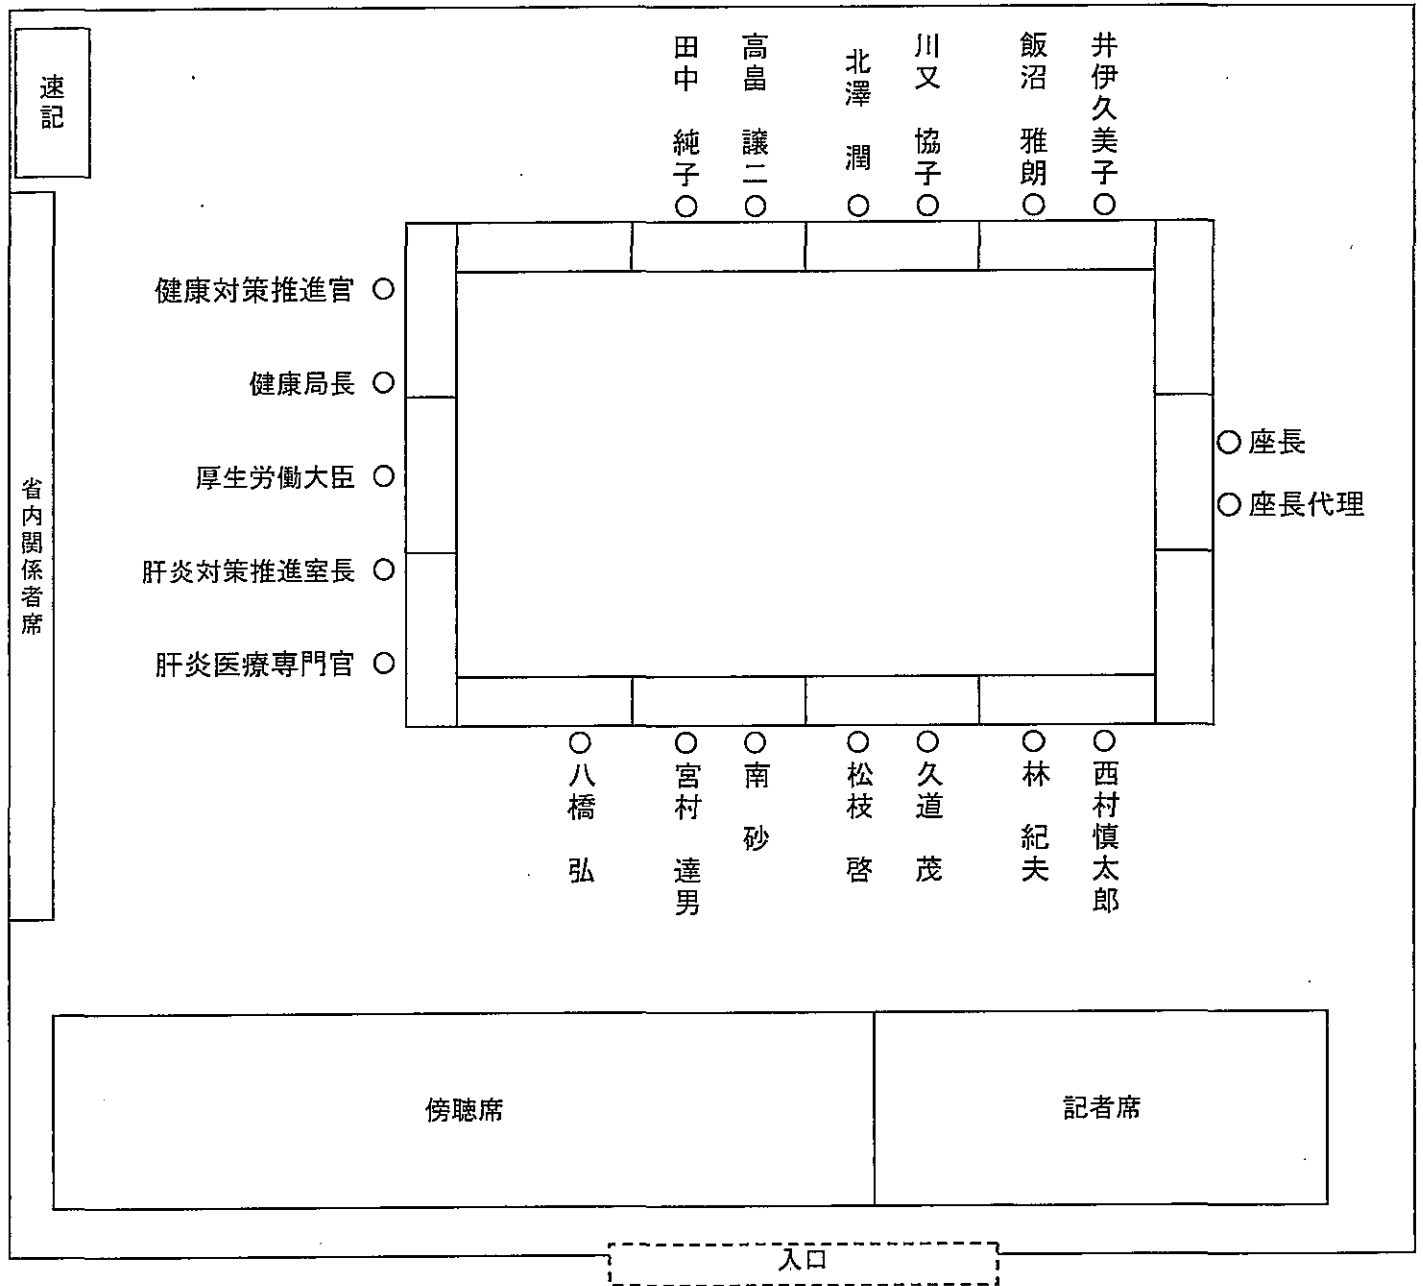 速記
田中 純子
高畠 譲二
北澤 潤
川又 協子
飯沼 雅朗
井伊久美子
健康対策推進官
健康局長
厚生労働大臣
肝炎対策推進室長
肝炎医療専門官
省内関係者席
座長
座長代理
八橋 弘
宮村 達男
南 砂
松枝 啓
久道 茂
林 紀夫
西村慎太郎
傍聴席
記者席
入口